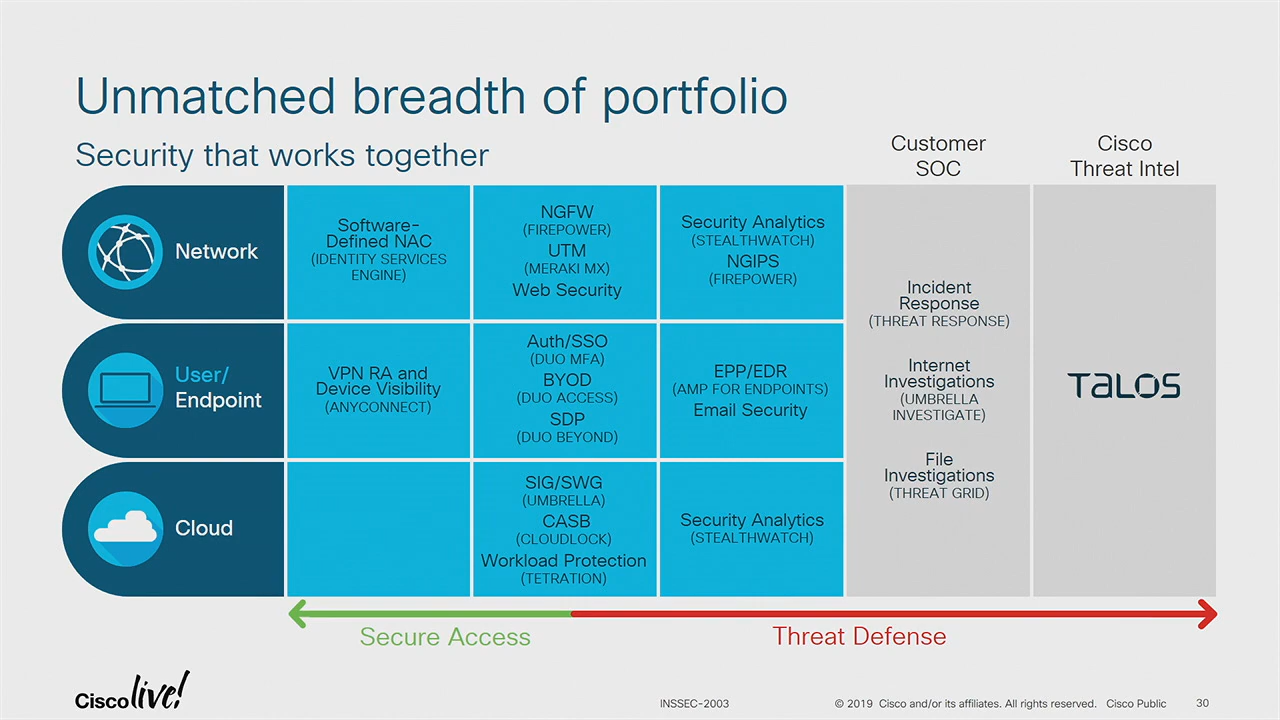 Unmatched breadth of portfolio
Security that works together
Customer
SOC
Cisco
Threat Intel
Network
Software-
Defined NAC
(IDENTITY SERVICES
ENGINE)
NGFW
(FIREPOWER)
UTM
(MERAKI MX)
Web Security
Security Analytics
(STEALTHWATCH)
NGIPS
(FIREPOWER)
User/
Endpoint
VPN RA and
Device Visibility
(ANYCONNECT)
Auth/SSO
(DUO MFA)
BYOD
(DUO ACCESS)
SDP
(DUO BEYOND)
EPP/EDR
(AMP FOR ENDPOINTS)
Email Security
Cloud
SIG/SWG
(UMBRELLA)
CASB
(CLOUDLOCK)
Workload Protection
(TETRATION)
Security Analytics
(STEALTHWATCH)
Incident
Response
(THREAT RESPONSE)
Internet
Investigations
(UMBRELLA
INVESTIGATE)
File
Investigations
(THREAT GRID)
TALOS
Secure Access
Threat Defense
Cisco live!
INSSEC-2003
© 2019 Cisco and/or its affiliates. All rights reserved. Cisco Public
30